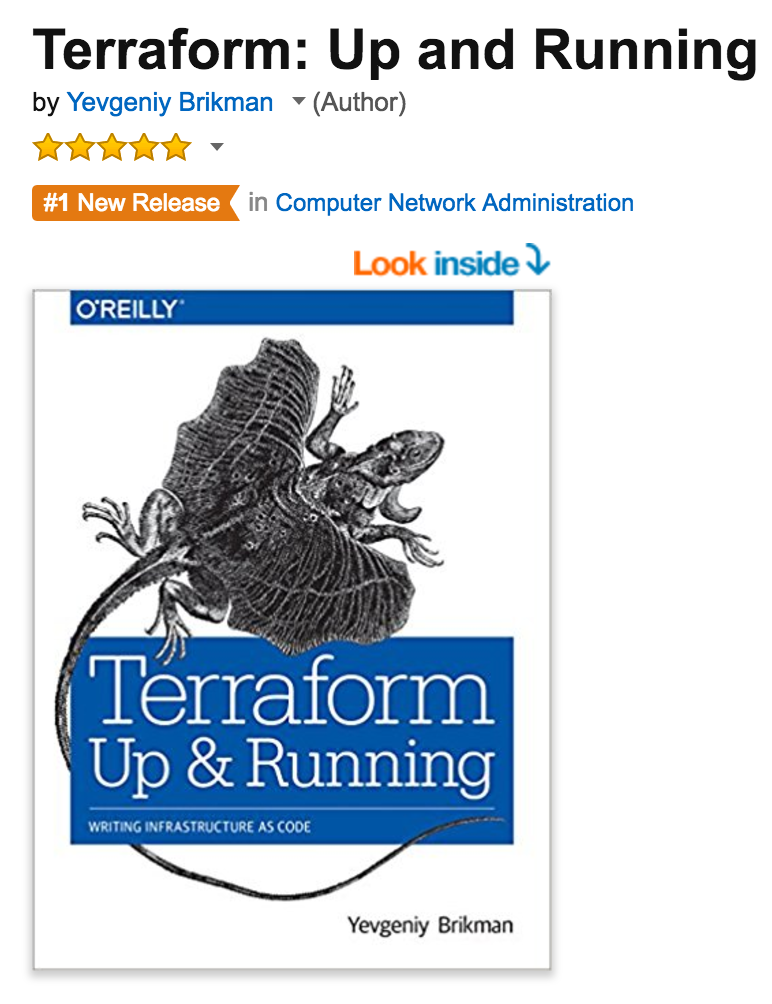 Terraform: Up and Running
by Yevgeniy Brikman (Author)
#1 New Release in Computer Network Administration
Look inside
O'REILLY®
Terraform
Up & Running
WRITING INFRASTRUCTURE AS CODE
Yevgeniy Brikman